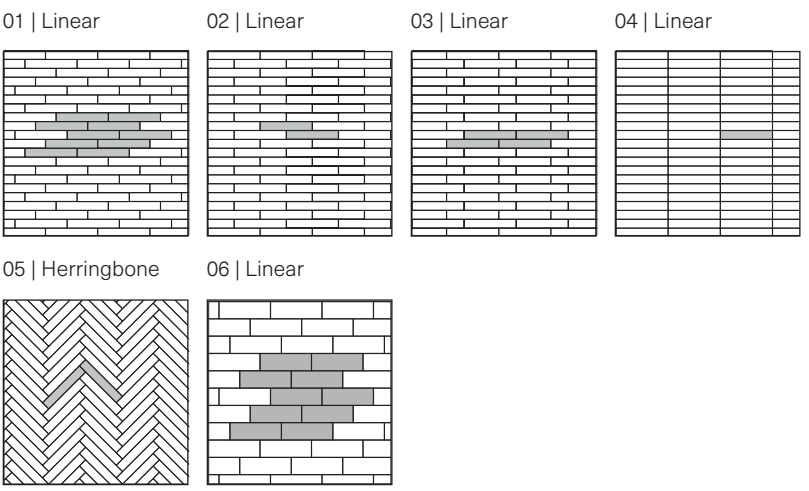 01 | Linear
02 | Linear
03 | Linear
04 | Linear
05 | Herringbone
06 | Linear